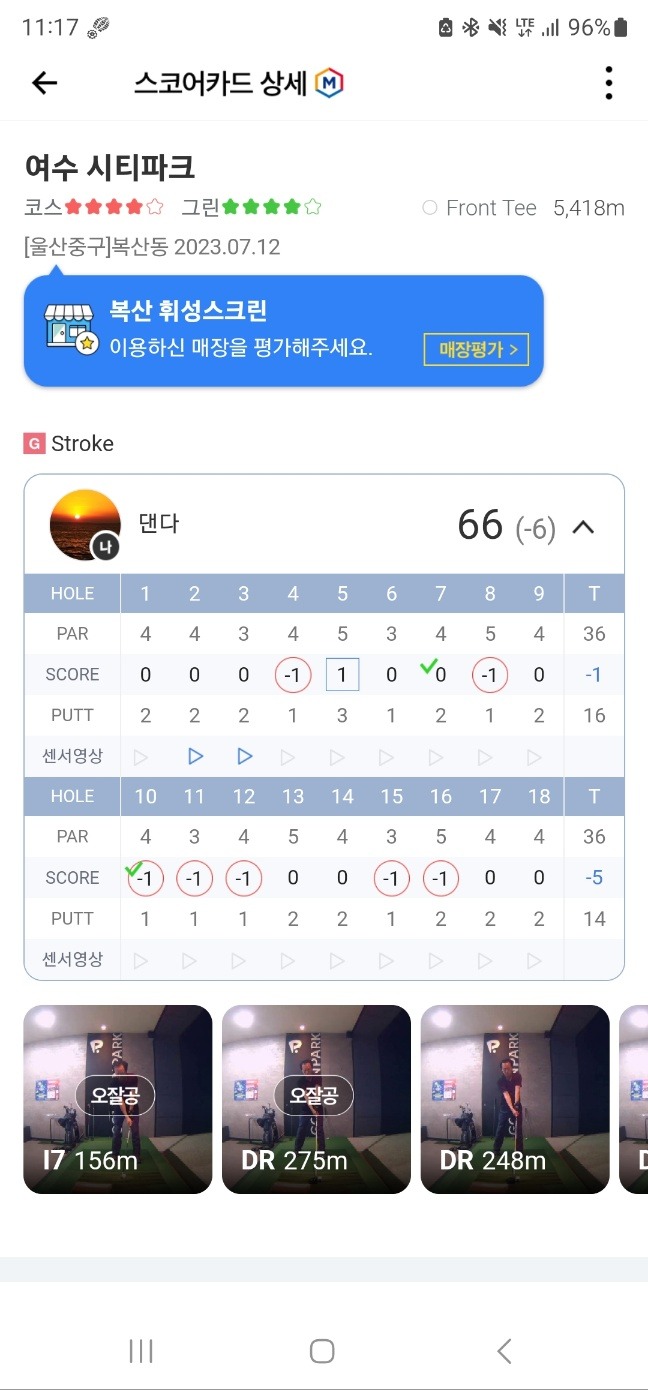 11:17 LTE 96%
스코어카드 상세 M
여수 시티파크
코스 그린 Front Tee 5,418m
[울산중구]복산동 2023.07.12
복산 휘성스크린
이용하신 매장을 평가해주세요. 매장평가 >
G Stroke
댄다 66 (-6)
나
HOLE 1 2 3 4 5 6 7 8 9 T
PAR 4 4 3 4 5 3 4 5 4 36
SCORE 0 0 0 -1 1 0 0 -1 0 -1
PUTT 2 2 2 1 3 1 2 1 2 16
센서영상
HOLE 10 11 12 13 14 15 16 17 18 T
PAR 4 3 4 5 4 3 5 4 4 36
SCORE -1 -1 -1 0 0 -1 -1 0 0 -5
PUTT 1 1 1 2 2 1 2 2 2 14
센서영상
오잘공 오잘공
I7 156m DR 275m DR 248m